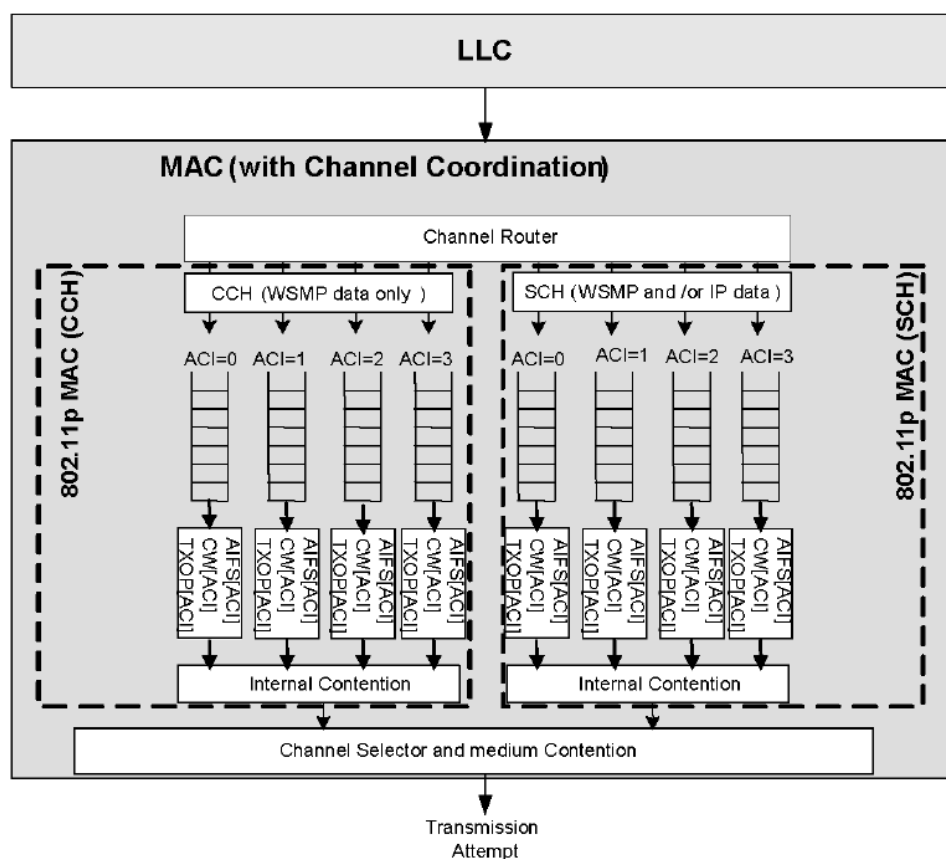 LLC
MAC (with Channel Coordination)
Channel Router
802.11p MAC (CCH)
CCH (WSMP data only )
ACI=0 ACI=1 ACI=2 ACI=3
AIFS[ACI]
CW[ACI]
TXOP[ACI]
AIFS[ACI]
CW[ACI]
TXOP[ACI]
AIFS[ACI]
CW[ACI]
TXOP[ACI]
AIFS[ACI]
CW[ACI]
TXOP[ACI]
Internal Contention
SCH (WSMP and /or IP data )
ACI=0 ACI=1 ACI=2 ACI=3
AIFS[ACI]
CW[ACI]
TXOP[ACI]
AIFS[ACI]
CW[ACI]
TXOP[ACI]
AIFS[ACI]
CW[ACI]
TXOP[ACI]
AIFS[ACI]
CW[ACI]
TXOP[ACI]
Internal Contention
802.11p MAC (SCH)
Channel Selector and medium Contention
Transmission
Attempt